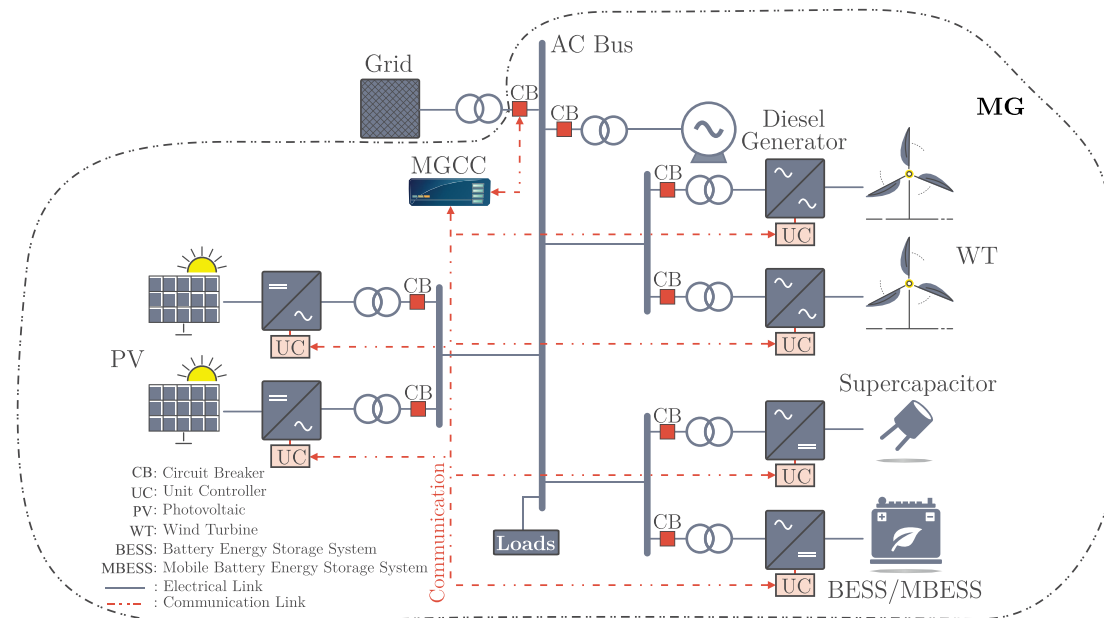 AC Bus
Grid
CB
CB
MG
Diesel
Generator
MGCC
CB
UC
WT
CB
CB
UC
UC
PV
CB
Supercapacitor
CB
UC
UC
CB: Circuit Breaker
UC: Unit Controller
PV: Photovoltaic
WT: Wind Turbine
BESS: Battery Energy Storage System
MBESS: Mobile Battery Energy Storage System
: Electrical Link
: Communication Link
Communication
Loads
CB
UC
BESS/MBESS